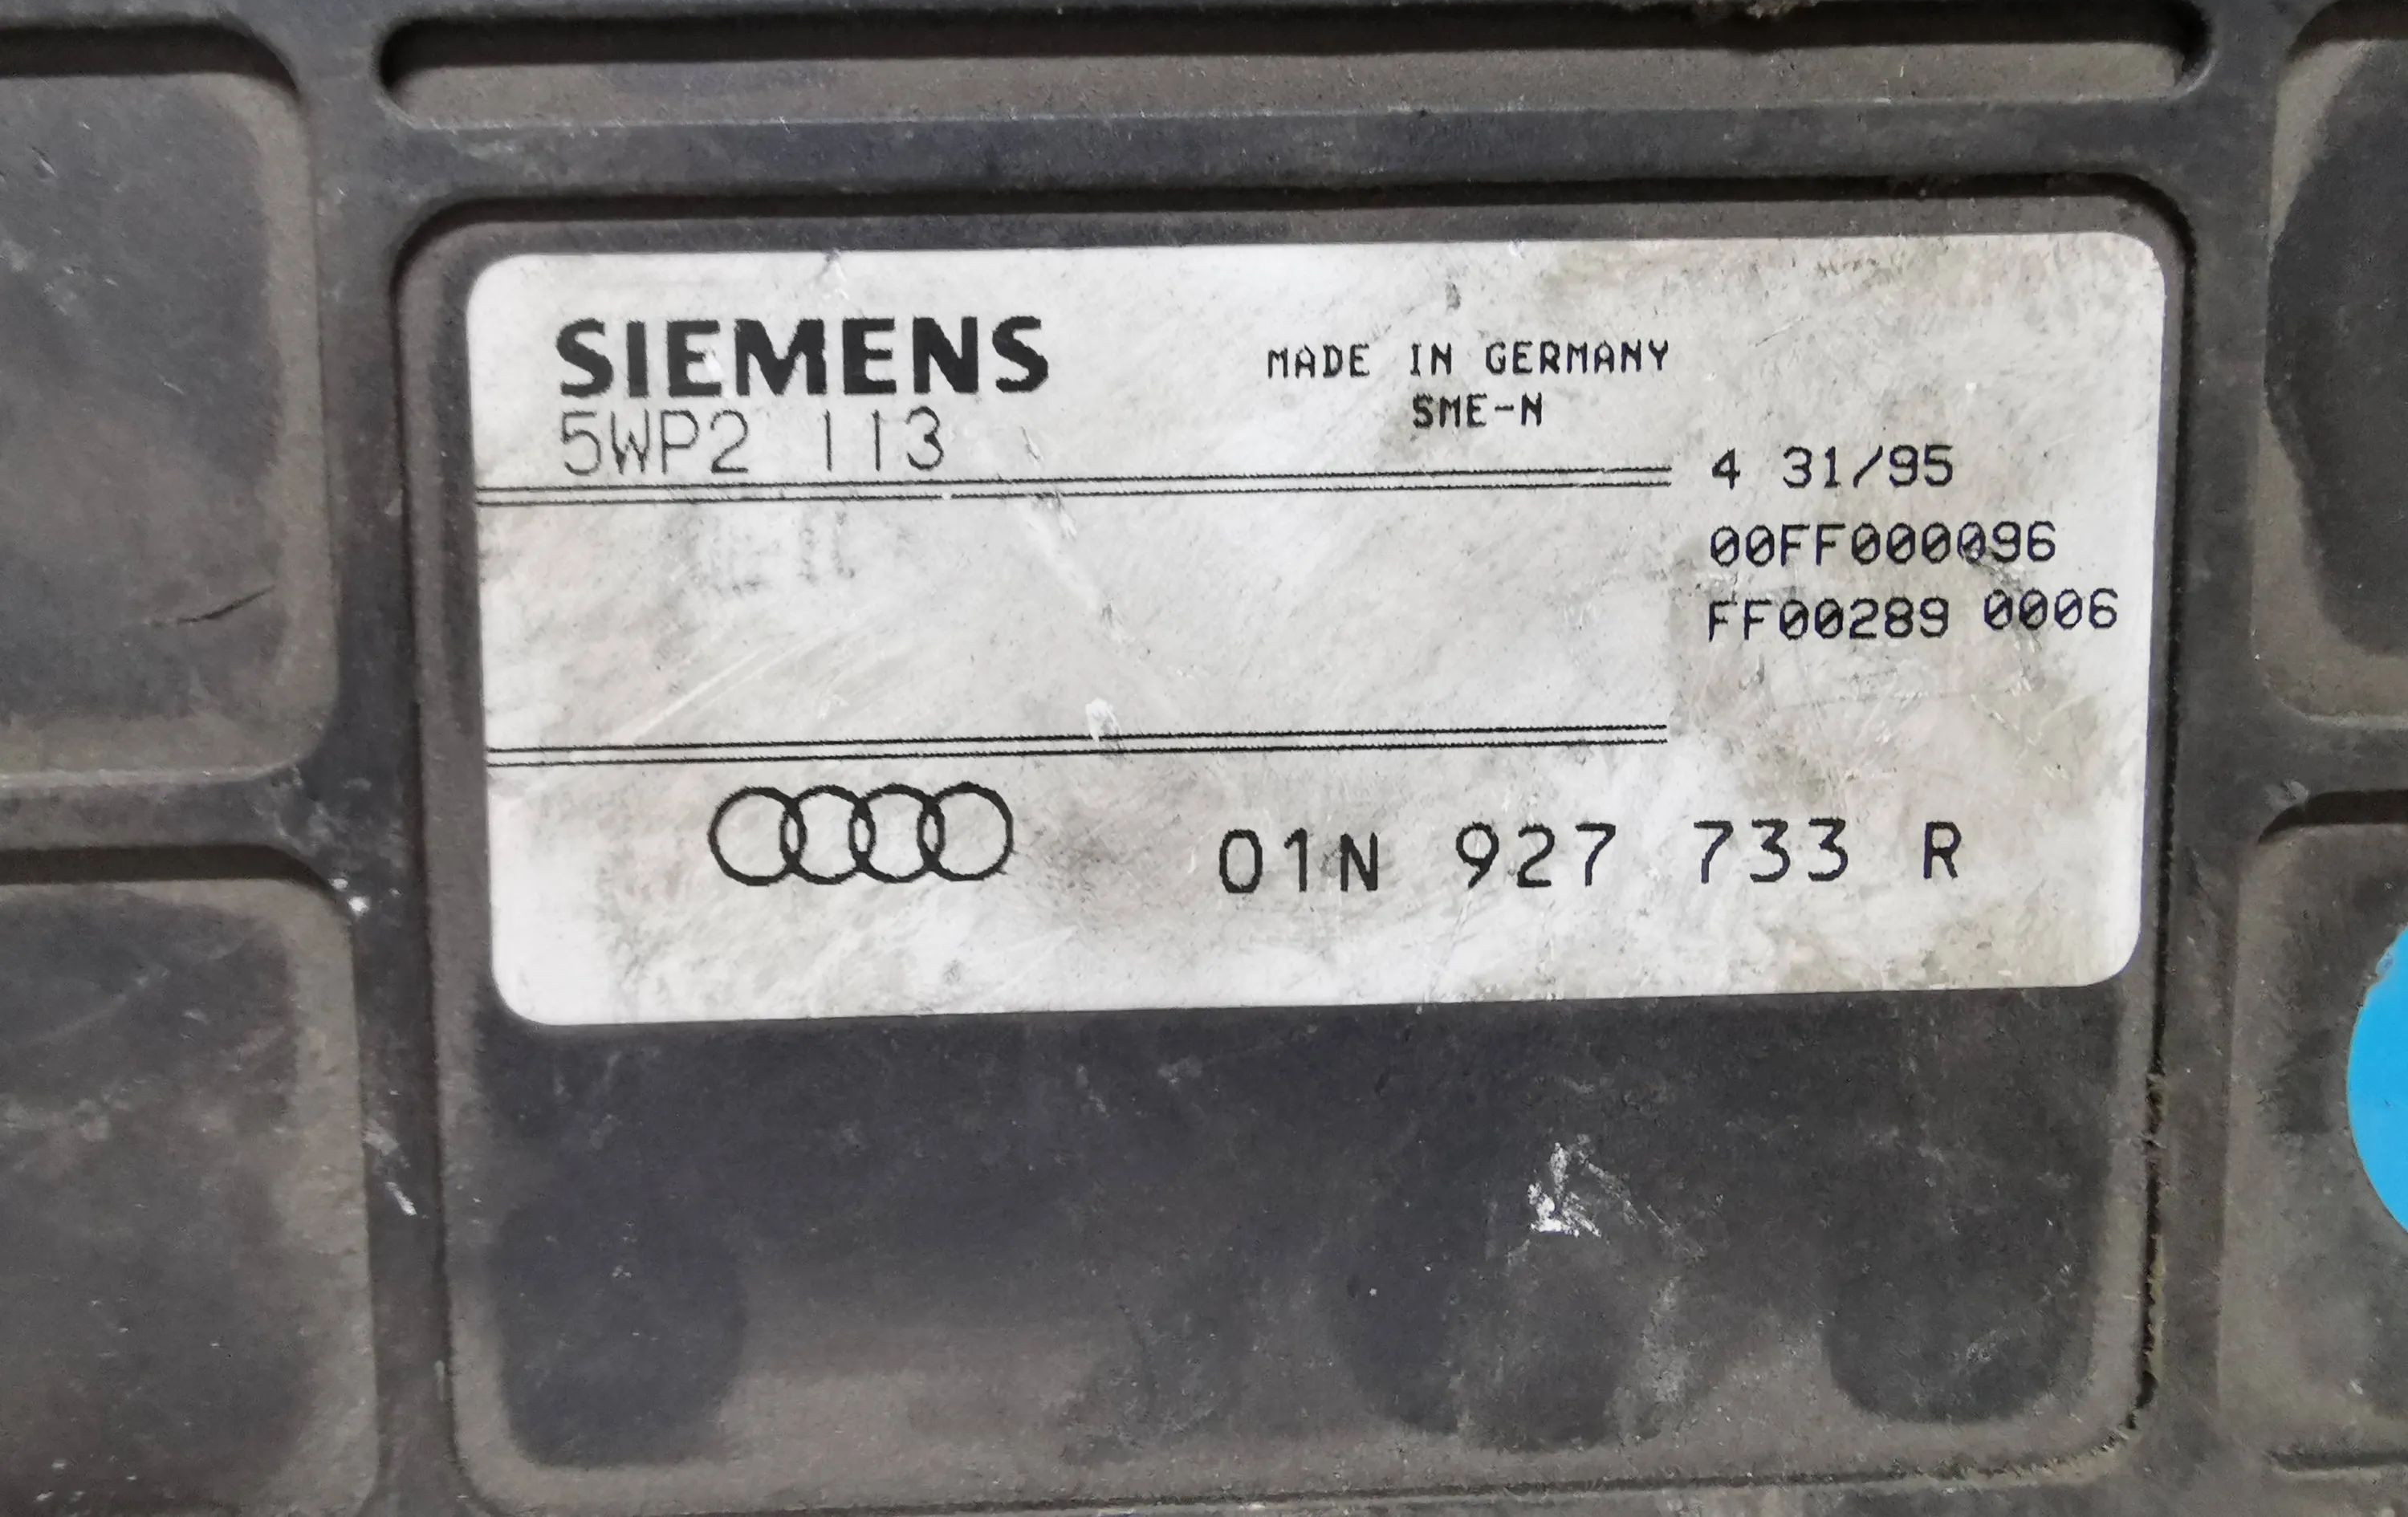 SIEMENS
MADE IN GERMANY
5WP2 113
SME-N
4 31/95
00FF000096
FF00289 0006
01N 927 733 R